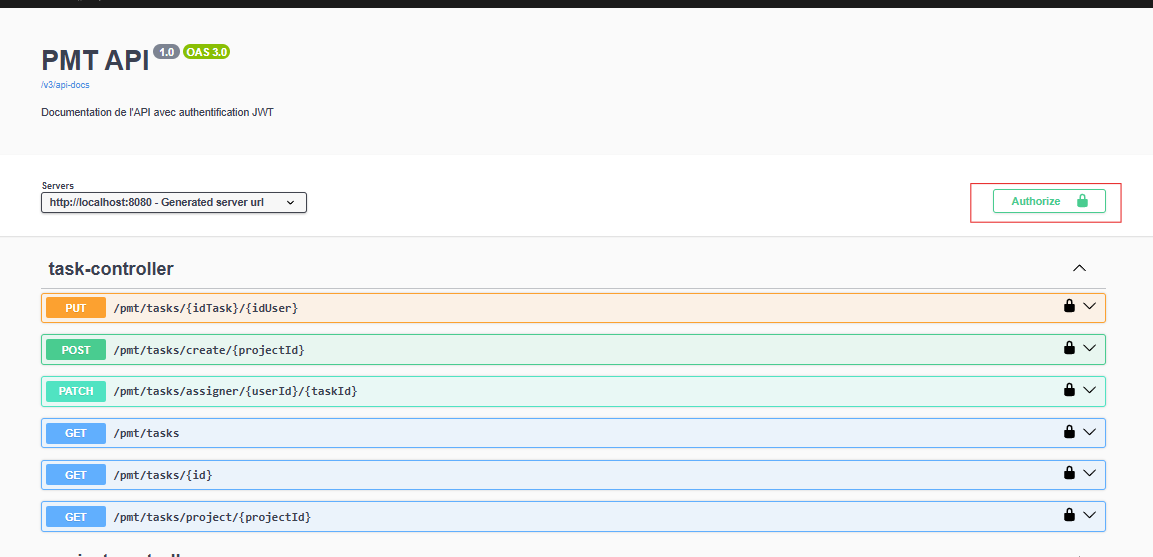 PMT API 1.0 OAS 3.0
/v3/api-docs
Documentation de l'API avec authentification JWT
Servers
http://localhost:8080 - Generated server url
Authorize
task-controller
PUT /pmt/tasks/{idTask}/{idUser}
POST /pmt/tasks/create/{projectId}
PATCH /pmt/tasks/assigner/{userId}/{taskId}
GET /pmt/tasks
GET /pmt/tasks/{id}
GET /pmt/tasks/project/{projectId}